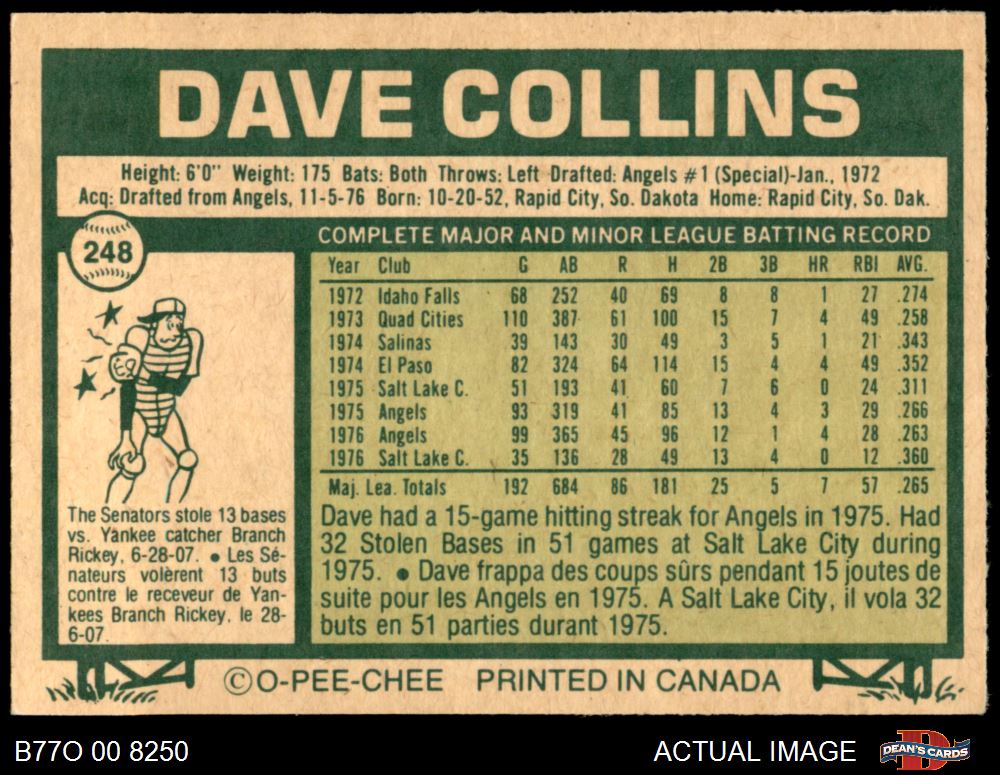 DAVE COLLINS
Height: 6'0" Weight: 175 Bats: Both Throws: Left Drafted: Angels #1 (Special)-Jan., 1972
Acq: Drafted from Angels, 11-5-76 Born: 10-20-52, Rapid City, So. Dakota Home: Rapid City, So. Dak.
248
COMPLETE MAJOR AND MINOR LEAGUE BATTING RECORD
Year Club G AB R H 2B 3B HR RBI AVG.
1972 Idaho Falls 68 252 40 69 8 8 1 27 .274
1973 Quad Cities 110 387 61 100 15 7 4 49 .258
1974 Salinas 39 143 30 49 3 5 1 21 .343
1974 El Paso 82 324 64 114 15 4 4 49 .352
1975 Salt Lake C. 51 193 41 60 7 6 0 24 .311
1975 Angels 93 319 41 85 13 4 3 29 .266
1976 Angels 99 365 45 96 12 1 4 28 .263
1976 Salt Lake C. 35 136 28 49 13 4 0 12 .360
Maj. Lea. Totals 192 684 86 181 25 5 7 57 .265
The Senators stole 13 bases
vs. Yankee catcher Branch
Rickey, 6-28-07. ● Les Sé-
nateurs volèrent 13 buts
contre le receveur de Yan-
kees Branch Rickey, le 28-
6-07.
Dave had a 15-game hitting streak for Angels in 1975. Had
32 Stolen Bases in 51 games at Salt Lake City during
1975. ● Dave frappa des coups sûrs pendant 15 joutes de
suite pour les Angels en 1975. A Salt Lake City, il vola 32
buts en 51 parties durant 1975.
©O-PEE-CHEE PRINTED IN CANADA
B77O 00 8250
ACTUAL IMAGE
DEAN'S CARDS